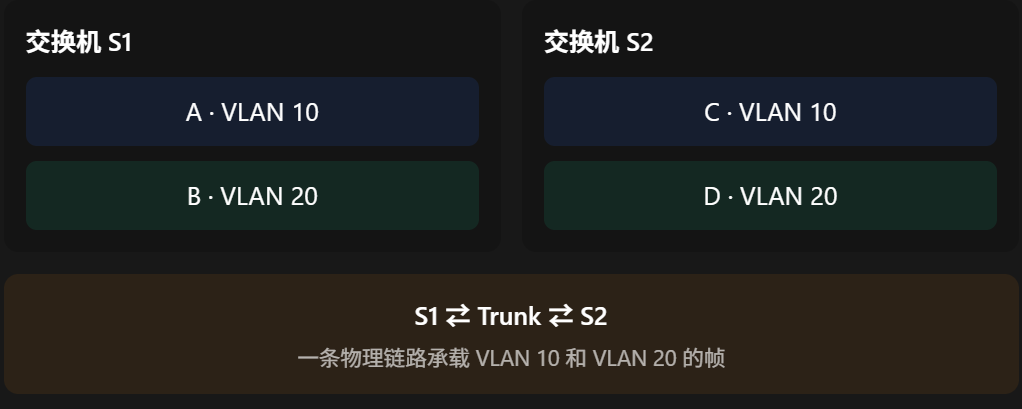 交换机 S1
A · VLAN 10
B · VLAN 20
交换机 S2
C · VLAN 10
D · VLAN 20
S1 ⇄ Trunk ⇄ S2
一条物理链路承载 VLAN 10 和 VLAN 20 的帧